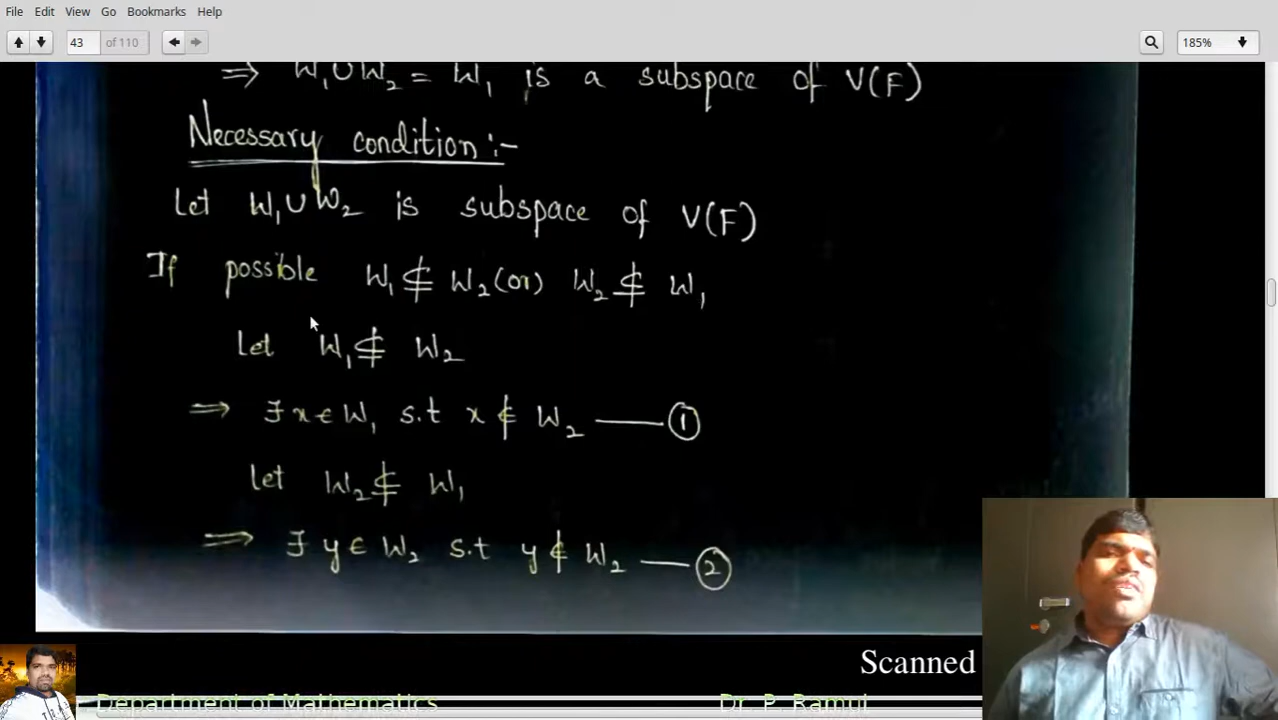 File Edit View Go Bookmarks Help
43 of 110 185%
⇒ W₁∪W₂ = W₁ is a subspace of V(F)
Necessary condition :-
Let W₁∪W₂ is subspace of V(F)
If possible W₁ ⊈ W₂ (or) W₂ ⊈ W₁
Let W₁ ⊈ W₂
⇒ ∃ x ∈ W₁ s.t x ∉ W₂ —— ①
Let W₂ ⊈ W₁
⇒ ∃ y ∈ W₂ s.t y ∉ W₂ —— ②
Scanned
Department of Mathematics Dr. P. Ramul